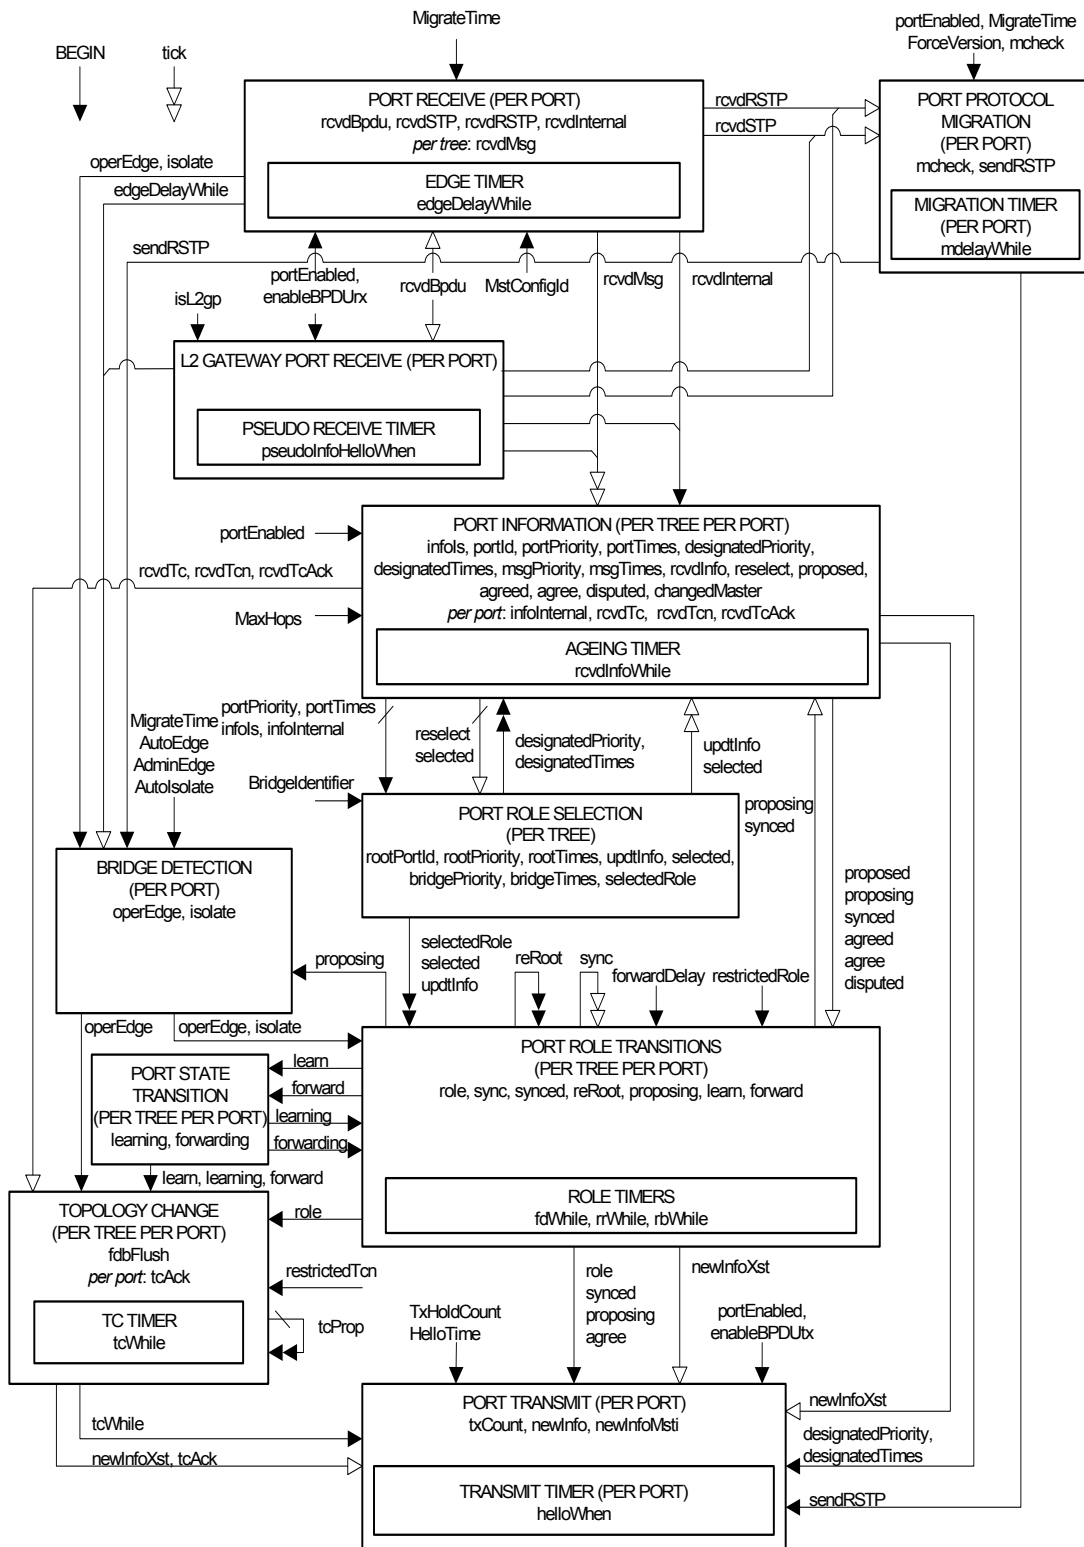 MigrateTime
portEnabled, MigrateTime
ForceVersion, mcheck
BEGIN
tick
PORT RECEIVE (PER PORT)
rcvdBpdu, rcvdSTP, rcvdRSTP, rcvdInternal
per tree: rcvdMsg
EDGE TIMER
edgeDelayWhile
rcvdRSTP
rcvdSTP
PORT PROTOCOL
MIGRATION
(PER PORT)
mcheck, sendRSTP
MIGRATION TIMER
(PER PORT)
mdelayWhile
operEdge, isolate
edgeDelayWhile
sendRSTP
portEnabled,
enableBPDUrx
rcvdBpdu
MstConfigId
rcvdMsg
rcvdInternal
isL2gp
L2 GATEWAY PORT RECEIVE (PER PORT)
PSEUDO RECEIVE TIMER
pseudoInfoHelloWhen
portEnabled
rcvdTc, rcvdTcn, rcvdTcAck
MaxHops
PORT INFORMATION (PER TREE PER PORT)
infoIs, portId, portPriority, portTimes, designatedPriority,
designatedTimes, msgPriority, msgTimes, rcvdInfo, reselect, proposed,
agreed, agree, disputed, changedMaster
per port: infoInternal, rcvdTc, rcvdTcn, rcvdTcAck
AGEING TIMER
rcvdInfoWhile
portPriority, portTimes
infoIs, infoInternal
reselect
selected
designatedPriority,
designatedTimes
updtInfo
selected
MigrateTime
AutoEdge
AdminEdge
AutoIsolate
BridgeIdentifier
PORT ROLE SELECTION
(PER TREE)
rootPortId, rootPriority, rootTimes, updtInfo, selected,
bridgePriority, bridgeTimes, selectedRole
proposing
synced
BRIDGE DETECTION
(PER PORT)
operEdge, isolate
proposed
proposing
synced
agreed
agree
disputed
proposing
selectedRole
selected
updtInfo
reRoot
sync
forwardDelay
restrictedRole
operEdge
operEdge, isolate
PORT STATE
TRANSITION
(PER TREE PER PORT)
learning, forwarding
learn
forward
learning
forwarding
PORT ROLE TRANSITIONS
(PER TREE PER PORT)
role, sync, synced, reRoot, proposing, learn, forward
ROLE TIMERS
fdWhile, rrWhile, rbWhile
learn, learning, forward
TOPOLOGY CHANGE
(PER TREE PER PORT)
fdbFlush
per port: tcAck
TC TIMER
tcWhile
role
restrictedTcn
tcProp
TxHoldCount
HelloTime
role
synced
proposing
agree
newInfoXst
portEnabled,
enableBPDUtx
tcWhile
newInfoXst, tcAck
PORT TRANSMIT (PER PORT)
txCount, newInfo, newInfoMsti
TRANSMIT TIMER (PER PORT)
helloWhen
newInfoXst
designatedPriority,
designatedTimes
sendRSTP